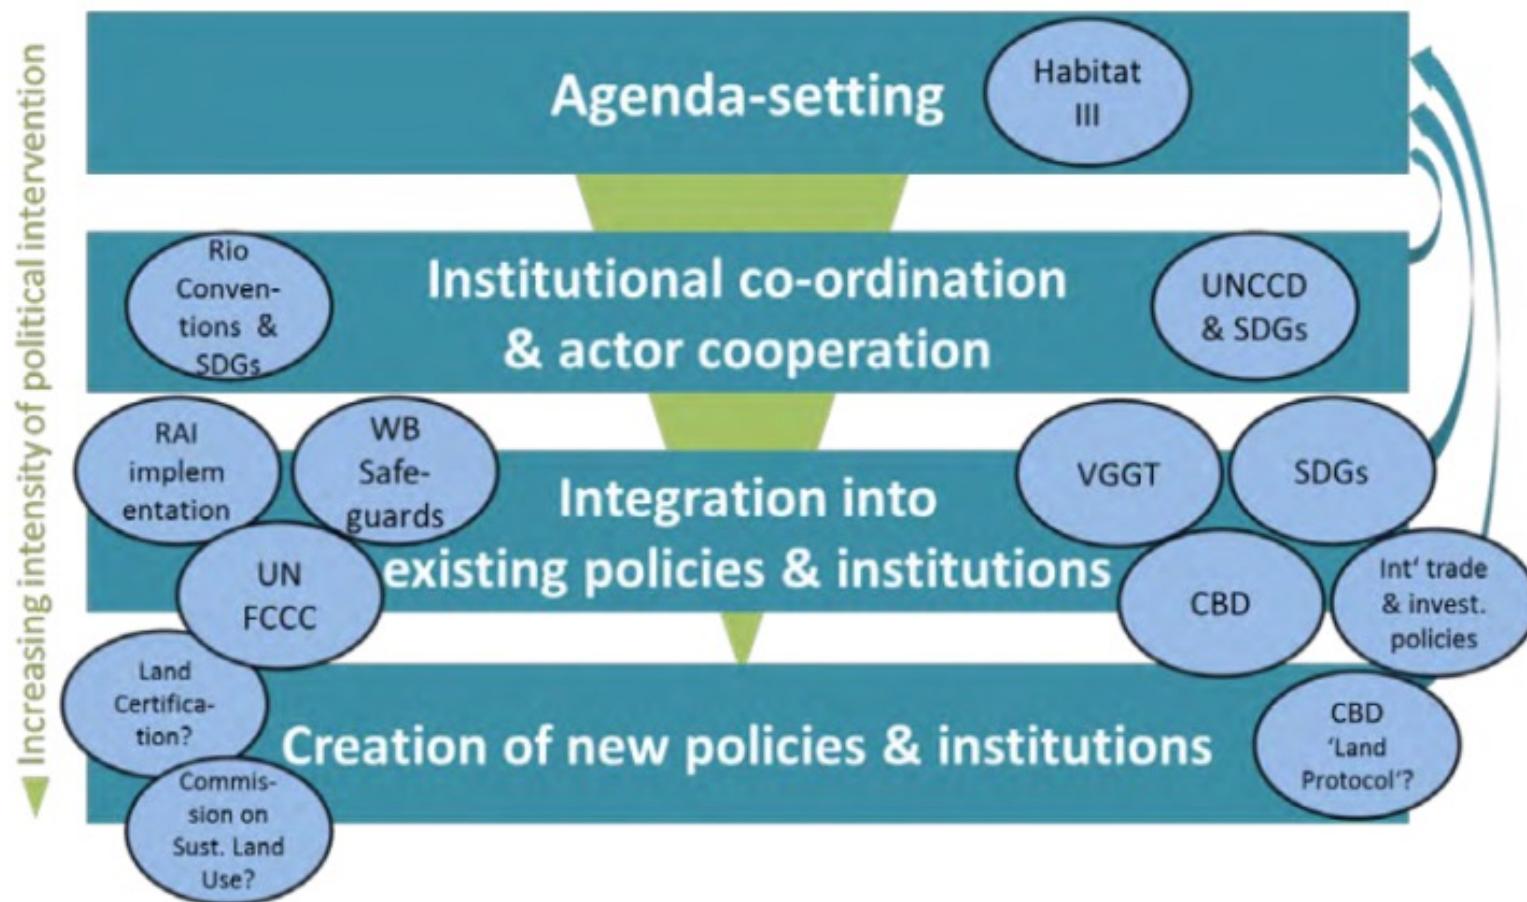 Increasing intensity of political intervention
Agenda-setting
Habitat
III
Rio
Conven-
tions &
SDGs
Institutional co-ordination
& actor cooperation
UNCCD
& SDGs
RAI
implem
entation
WB
Safe-
guards
UN
FCCC
Integration into
existing policies & institutions
VGGT
SDGs
CBD
Int‘ trade
& invest.
policies
Land
Certifica-
tion?
Commis-
sion on
Sust. Land
Use?
Creation of new policies & institutions
CBD
‘Land
Protocol‘?